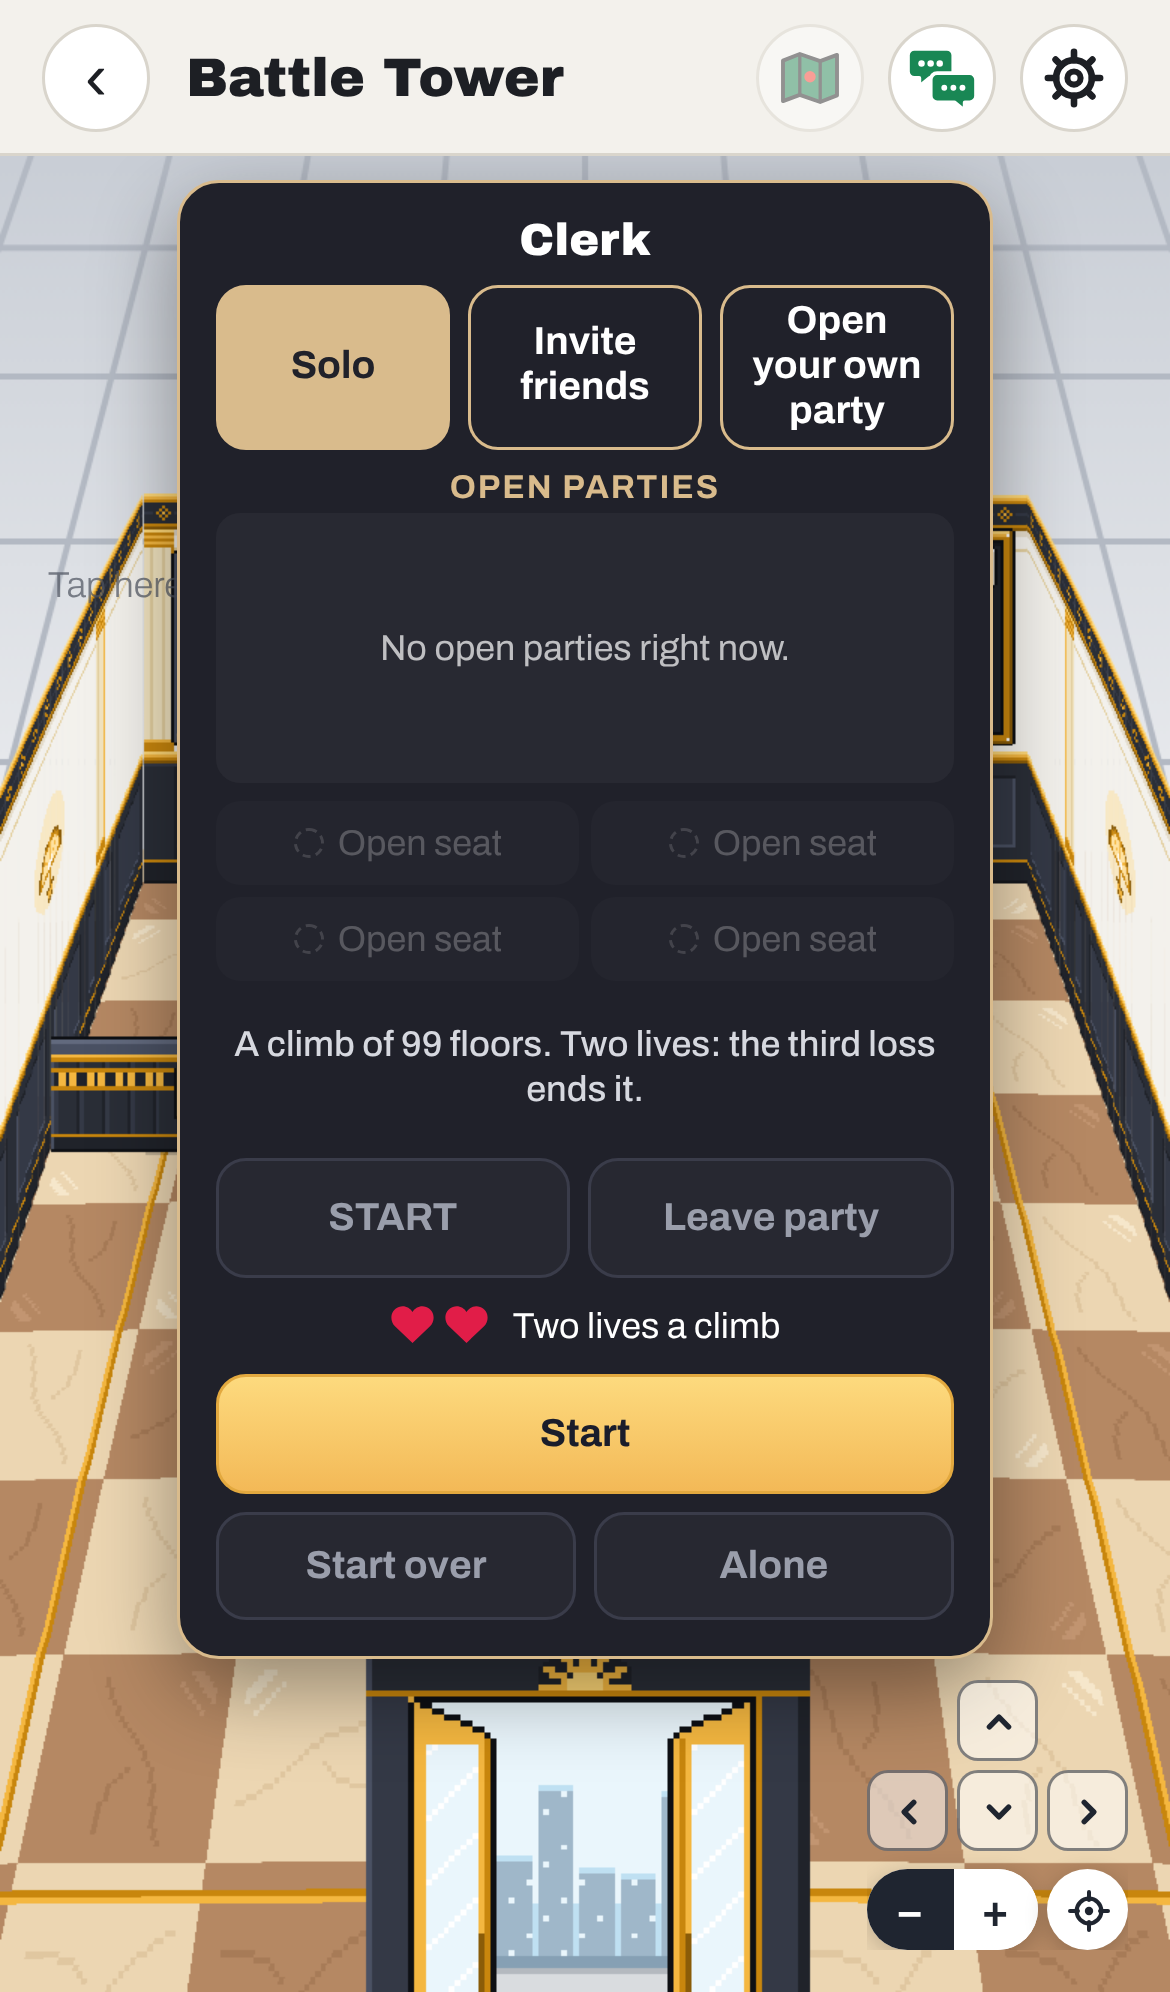 Battle Tower
Clerk
Solo
Invite
friends
Open
your own
party
OPEN PARTIES
Tap here
No open parties right now.
Open seat
Open seat
Open seat
Open seat
A climb of 99 floors. Two lives: the third loss
ends it.
START
Leave party
Two lives a climb
Start
Start over
Alone